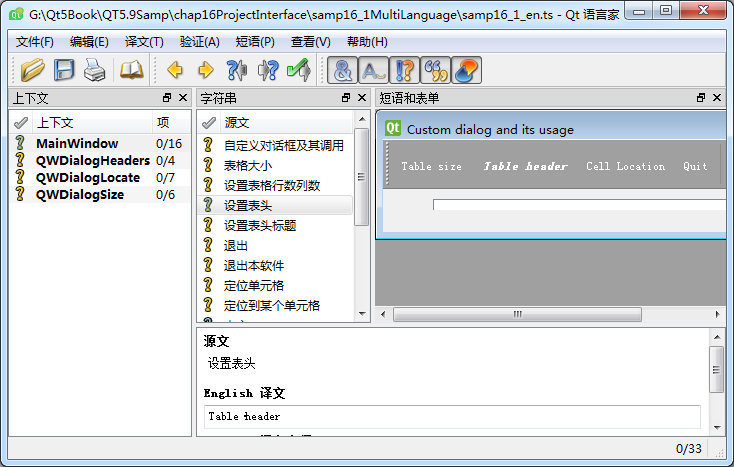 G:\Qt5Book\QT5.9Samp\chap16ProjectInterface\samp16_1MultiLanguage\samp16_1_en.ts - Qt 语言家
文件(F) 编辑(E) 译文(T) 验证(A) 短语(P) 查看(V) 帮助(H)
上下文
上下文 项
MainWindow 0/16
QWDialogHeaders 0/4
QWDialogLocate 0/7
QWDialogSize 0/6
字符串
源文
自定义对话框及其调用
表格大小
设置表格行数列数
设置表头
设置表头标题
退出
退出本软件
定位单元格
定位到某个单元格
短语和表单
Qt Custom dialog and its usage
Table size Table header Cell Location Quit
源文
设置表头
English 译文
Table header
0/33